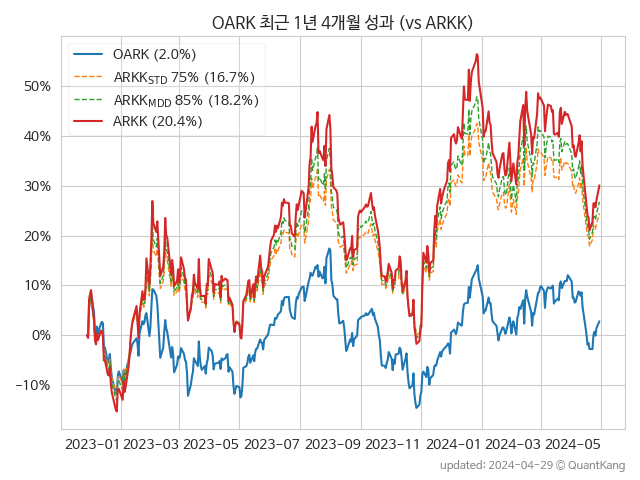 OARK 최근 1년 4개월 성과 (vs ARKK)
OARK (2.0%)
ARKK_STD 75% (16.7%)
ARKK_MDD 85% (18.2%)
ARKK (20.4%)
50%
40%
30%
20%
10%
0%
−10%
2023-01 2023-03 2023-05 2023-07 2023-09 2023-11 2024-01 2024-03 2024-05
updated: 2024-04-29 © QuantKang